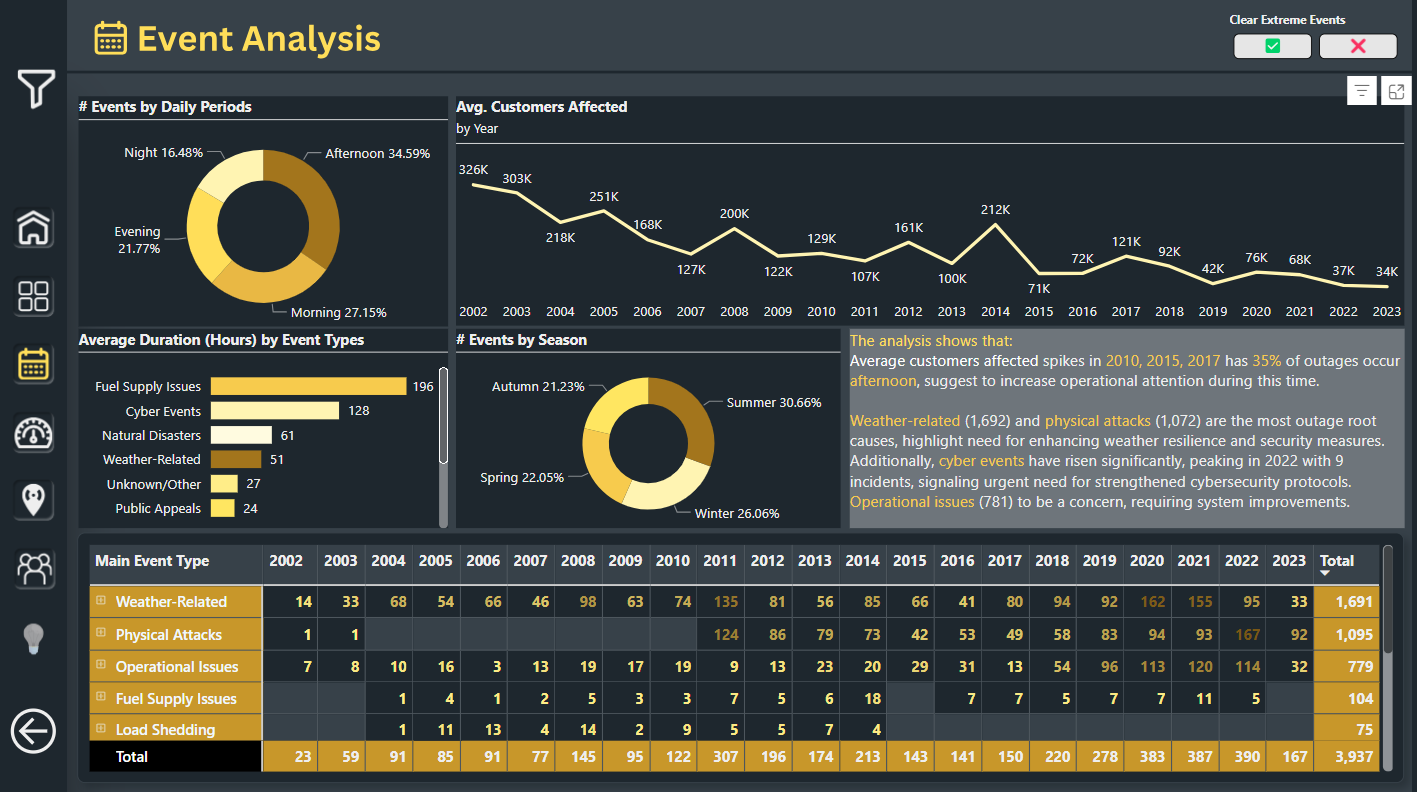 Event Analysis
Clear Extreme Events
# Events by Daily Periods
Night 16.48%
Afternoon 34.59%
Evening
21.77%
Morning 27.15%
Avg. Customers Affected
by Year
326K 303K 218K 251K 168K 127K 200K 122K 129K 107K 161K 100K 212K 71K 72K 121K 92K 42K 76K 68K 37K 34K
2002 2003 2004 2005 2006 2007 2008 2009 2010 2011 2012 2013 2014 2015 2016 2017 2018 2019 2020 2021 2022 2023
Average Duration (Hours) by Event Types
Fuel Supply Issues 196
Cyber Events 128
Natural Disasters 61
Weather-Related 51
Unknown/Other 27
Public Appeals 24
# Events by Season
Autumn 21.23%
Summer 30.66%
Spring 22.05%
Winter 26.06%
The analysis shows that:
Average customers affected spikes in 2010, 2015, 2017 has 35% of outages occur
afternoon, suggest to increase operational attention during this time.
Weather-related (1,692) and physical attacks (1,072) are the most outage root
causes, highlight need for enhancing weather resilience and security measures.
Additionally, cyber events have risen significantly, peaking in 2022 with 9
incidents, signaling urgent need for strengthened cybersecurity protocols.
Operational issues (781) to be a concern, requiring system improvements.
Main Event Type 2002 2003 2004 2005 2006 2007 2008 2009 2010 2011 2012 2013 2014 2015 2016 2017 2018 2019 2020 2021 2022 2023 Total
Weather-Related 14 33 68 54 66 46 98 63 74 135 81 56 85 66 41 80 94 92 162 155 95 33 1,691
Physical Attacks 1 1 124 86 79 73 42 53 49 58 83 94 93 167 92 1,095
Operational Issues 7 8 10 16 3 13 19 17 19 9 13 23 20 29 31 13 54 96 113 120 114 32 779
Fuel Supply Issues 1 4 1 2 5 3 3 7 5 6 18 7 7 5 7 7 11 5 104
Load Shedding 1 11 13 4 14 2 9 5 5 7 4 75
Total 23 59 91 85 91 77 145 95 122 307 196 174 213 143 141 150 220 278 383 387 390 167 3,937